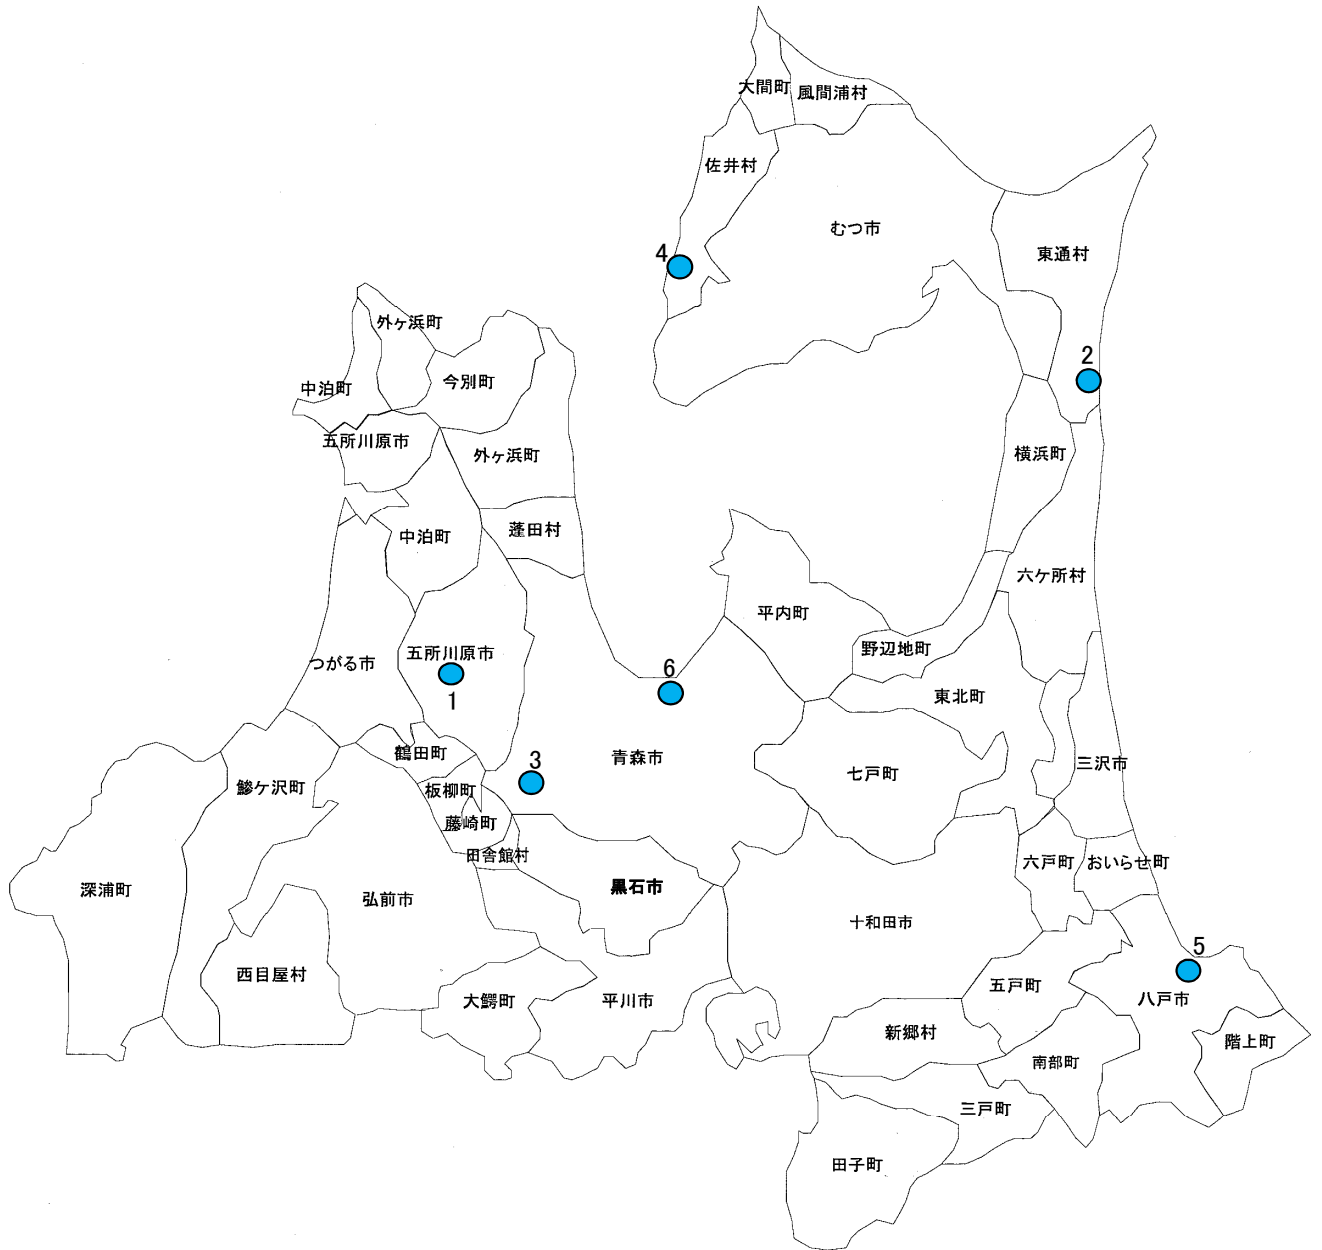 大間町
風間浦村
佐井村
むつ市
4
東通村
外ヶ浜町
2
中泊町
今別町
五所川原市
外ヶ浜町
横浜町
中泊町
蓬田村
六ケ所村
平内町
つがる市
五所川原市
野辺地町
1
6
東北町
鶴田町
3
青森市
七戸町
三沢市
鰺ケ沢町
板柳町
藤崎町
田舎館村
六戸町
おいらせ町
深浦町
弘前市
黒石市
十和田市
5
西目屋村
大鰐町
平川市
五戸町
八戸市
新郷村
階上町
南部町
三戸町
田子町